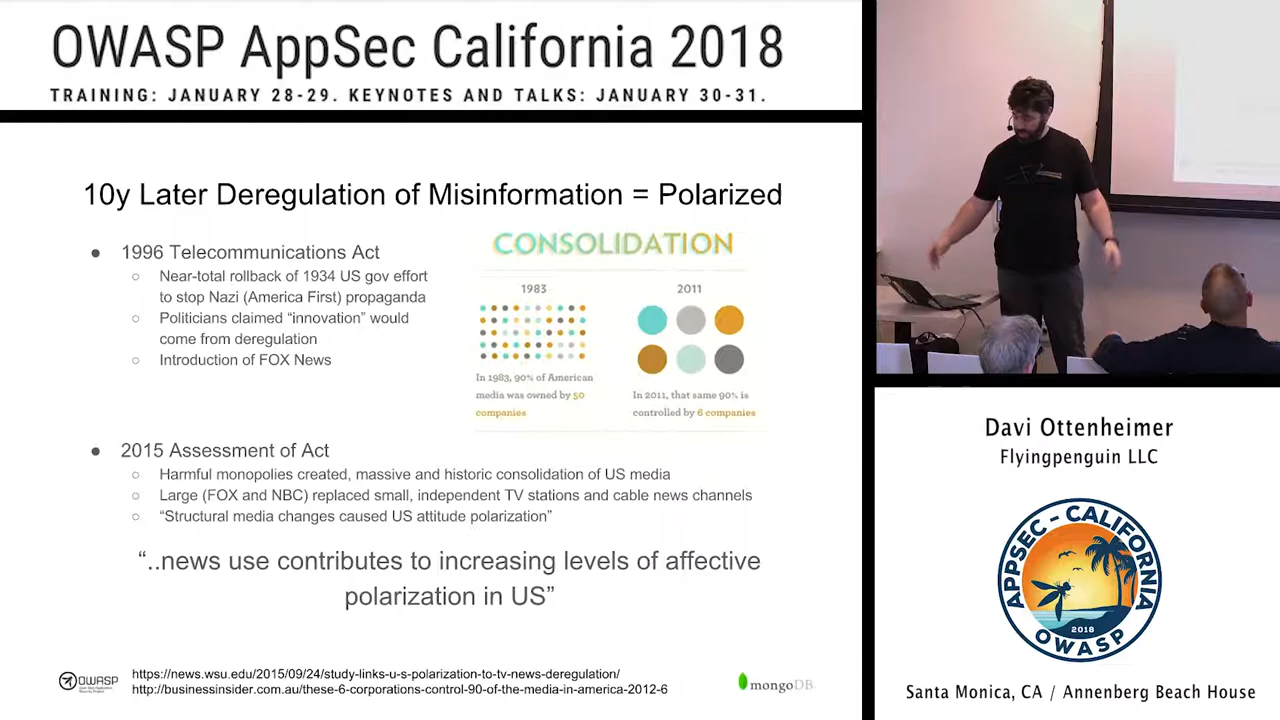 OWASP AppSec California 2018
TRAINING: JANUARY 28-29. KEYNOTES AND TALKS: JANUARY 30-31.
10y Later Deregulation of Misinformation = Polarized
● 1996 Telecommunications Act
○ Near-total rollback of 1934 US gov effort
to stop Nazi (America First) propaganda
○ Politicians claimed “innovation” would
come from deregulation
○ Introduction of FOX News
CONSOLIDATION
1983
2011
In 1983, 90% of American
media was owned by 50
companies
In 2011, that same 90% is
controlled by 6 companies
● 2015 Assessment of Act
○ Harmful monopolies created, massive and historic consolidation of US media
○ Large (FOX and NBC) replaced small, independent TV stations and cable news channels
○ “Structural media changes caused US attitude polarization”
“..news use contributes to increasing levels of affective
polarization in US”
OWASP
https://news.wsu.edu/2015/09/24/study-links-u-s-polarization-to-tv-news-deregulation/
http://businessinsider.com.au/these-6-corporations-control-90-of-the-media-in-america-2012-6
mongoDB
Davi Ottenheimer
Flyingpenguin LLC
APPSEC - CALIFORNIA
2018
OWASP
Santa Monica, CA / Annenberg Beach House